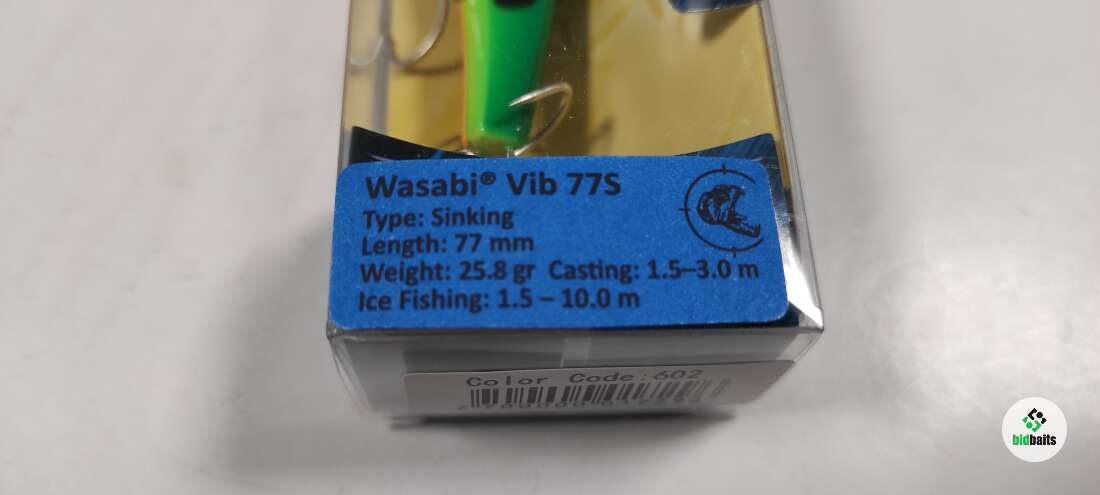 Wasabi® Vib 77S
Type: Sinking
Length: 77 mm
Weight: 25.8 gr Casting: 1.5–3.0 m
Ice Fishing: 1.5 – 10.0 m
Color Code:602
bidbaits